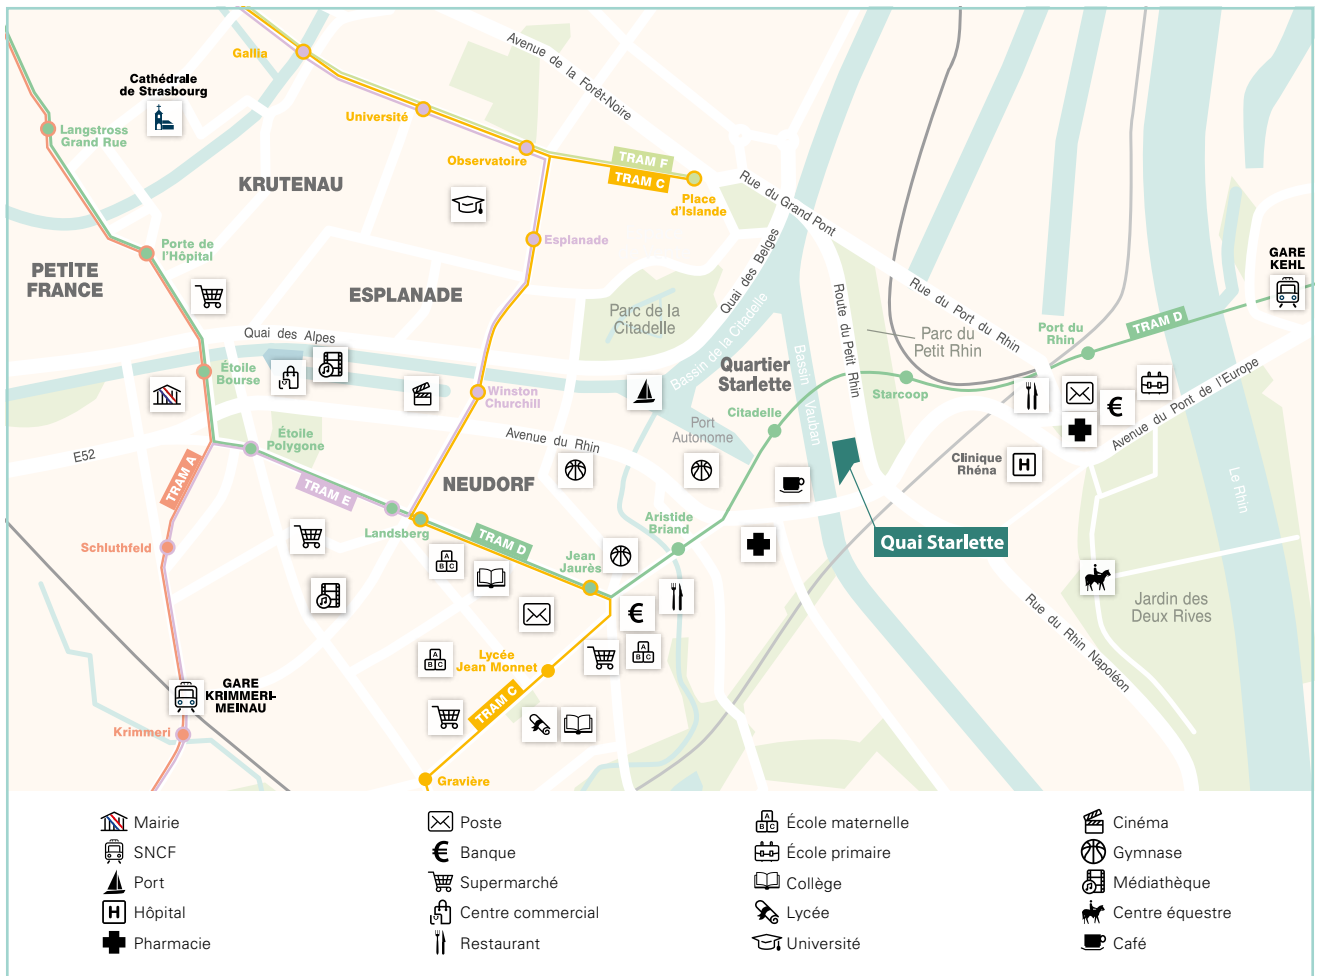 Gallia
Avenue de la Forêt-Noire
Cathédrale
de Strasbourg
Université
Langstross
Grand Rue
Observatoire
TRAM F
TRAM C
Place
d'Islande
Rue du Grand Pont
KRUTENAU
Esplanade
Quai des Belges
Porte de
l'Hôpital
PETITE
FRANCE
ESPLANADE
GARE
KEHL
Parc de la
Citadelle
Bassin de la Citadelle
Route du Petit Rhin
Rue du Port du Rhin
Parc du
Petit Rhin
Port du
Rhin
TRAM D
Quai des Alpes
Étoile
Bourse
Quartier
Starlette
Bassin Vauban
Starcoop
Avenue du Pont de l'Europe
Winston
Churchill
Citadelle
Port
Autonome
Étoile
Polygone
Avenue du Rhin
E52
Clinique
Rhéna
H
€
Le Rhin
TRAM A
TRAM E
NEUDORF
Landsberg
TRAM D
Aristide
Briand
Quai Starlette
Schluthfeld
Jean
Jaurès
A
B C
Jardin des
Deux Rives
€
Rue du Rhin Napoléon
A
B C
A
B C
Lycée
Jean Monnet
GARE
KRIMMERI-
MEINAU
TRAM C
Krimmeri
Gravière
Mairie
SNCF
Port
H Hôpital
Pharmacie
Poste
€ Banque
Supermarché
Centre commercial
Restaurant
A
B C
École maternelle
École primaire
Collège
Lycée
Université
Cinéma
Gymnase
Médiathèque
Centre équestre
Café